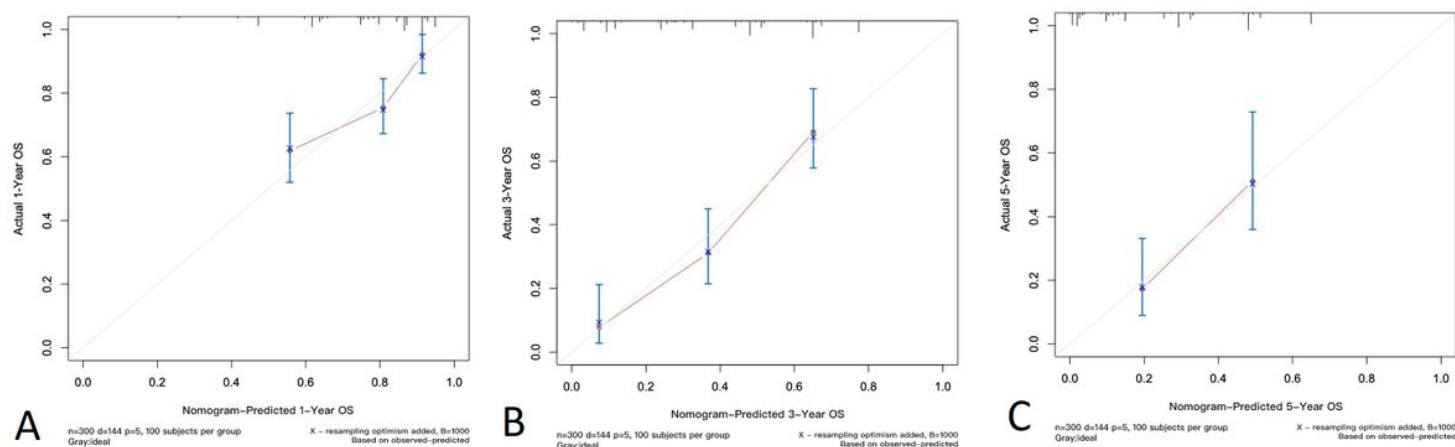 Actual 1-Year OS
1.0
0.8
0.6
0.4
0.2
0.0
0.0 0.2 0.4 0.6 0.8 1.0
Nomogram-Predicted 1-Year OS
A
n=300 d=144 p=5, 100 subjects per group
Gray:ideal
X - resampling optimism added, B=1000
Based on observed-predicted
Actual 3-Year OS
1.0
0.8
0.6
0.4
0.2
0.0
0.0 0.2 0.4 0.6 0.8 1.0
Nomogram-Predicted 3-Year OS
B
n=300 d=144 p=5, 100 subjects per group
Gray:ideal
X - resampling optimism added, B=1000
Based on observed-predicted
Actual 5-Year OS
1.0
0.8
0.6
0.4
0.2
0.0
0.0 0.2 0.4 0.6 0.8 1.0
Nomogram-Predicted 5-Year OS
C
n=300 d=144 p=5, 100 subjects per group
Gray:ideal
X - resampling optimism added, B=1000
Based on observed-predicted